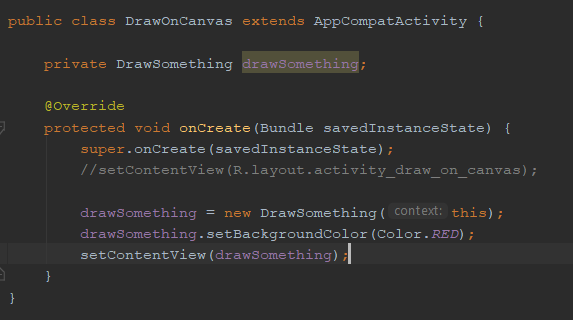 public class DrawOnCanvas extends AppCompatActivity {
private DrawSomething drawSomething;
@Override
protected void onCreate(Bundle savedInstanceState) {
super.onCreate(savedInstanceState);
//setContentView(R.layout.activity_draw_on_canvas);
drawSomething = new DrawSomething( context: this);
drawSomething.setBackgroundColor(Color.RED);
setContentView(drawSomething);
}
}